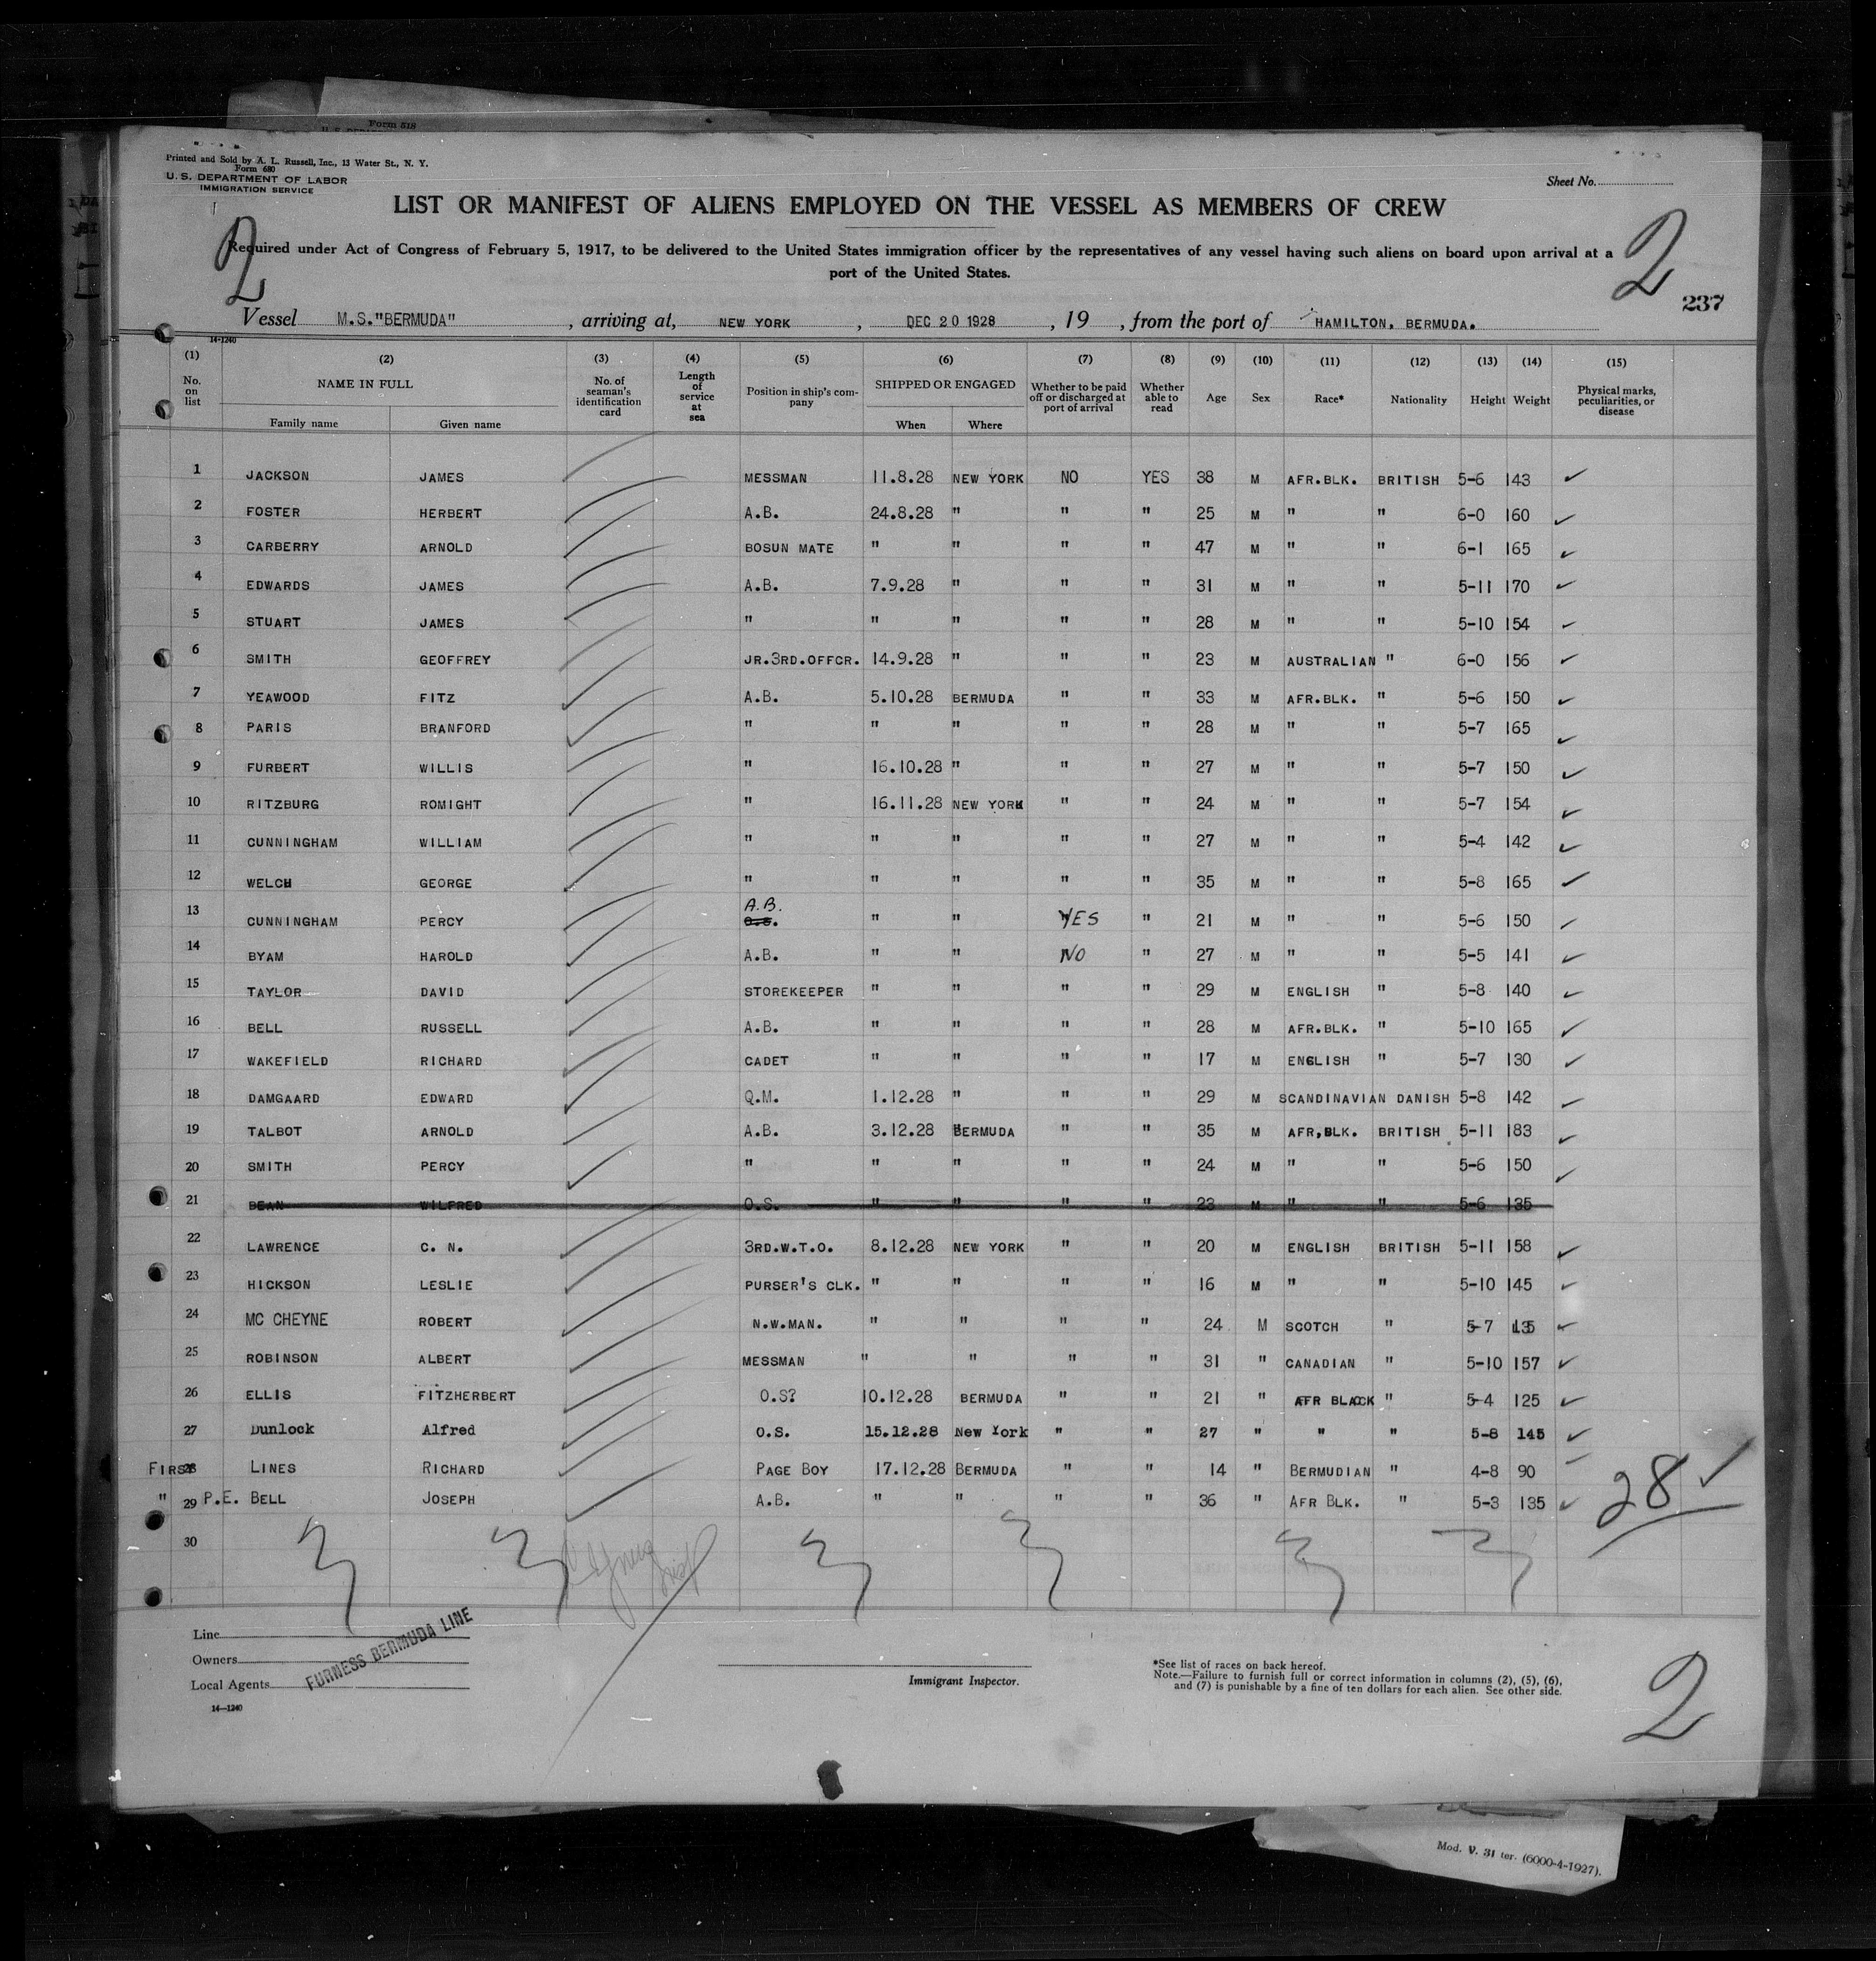 Form 518
Printed and Sold by A. L. Russell, Inc., 13 Water St., N. Y.
Form 680
U. S. DEPARTMENT OF LABOR
IMMIGRATION SERVICE
Sheet No.
LIST OR MANIFEST OF ALIENS EMPLOYED ON THE VESSEL AS MEMBERS OF CREW
Required under Act of Congress of February 5, 1917, to be delivered to the United States immigration officer by the representatives of any vessel having such aliens on board upon arrival at a
port of the United States.
2 2
237
Vessel M.S."BERMUDA" , arriving at, NEW YORK , DEC 20 1928 , 19 , from the port of HAMILTON, BERMUDA.
14-1240
(1) (2) (3) (4) (5) (6) (7) (8) (9) (10) (11) (12) (13) (14) (15)
No. on list NAME IN FULL Family name Given name No. of seaman's identification card Length of service at sea Position in ship's company SHIPPED OR ENGAGED When Where Whether to be paid off or discharged at port of arrival Whether able to read Age Sex Race* Nationality Height Weight Physical marks, peculiarities, or disease
1 JACKSON JAMES MESSMAN 11.8.28 NEW YORK NO YES 38 M AFR.BLK. BRITISH 5-6 143
2 FOSTER HERBERT A.B. 24.8.28 " " " 25 M " " 6-0 160
3 CARBERRY ARNOLD BOSUN MATE " " " " 47 M " " 6-1 165
4 EDWARDS JAMES A.B. 7.9.28 " " " 31 M " " 5-11 170
5 STUART JAMES " " " " " 28 M " " 5-10 154
6 SMITH GEOFFREY JR.3RD.OFFCR. 14.9.28 " " " 23 M AUSTRALIAN " 6-0 156
7 YEAWOOD FITZ A.B. 5.10.28 BERMUDA " " 33 M AFR.BLK. " 5-6 150
8 PARIS BRANFORD " " " " " 28 M " " 5-7 165
9 FURBERT WILLIS " 16.10.28 " " " 27 M " " 5-7 150
10 RITZBURG ROMIGHT " 16.11.28 NEW YORK " " 24 M " " 5-7 154
11 CUNNINGHAM WILLIAM " " " " " 27 M " " 5-4 142
12 WELCH GEORGE " " " " " 35 M " " 5-8 165
13 CUNNINGHAM PERCY O.S. A.B. " " YES " 21 M " " 5-6 150
14 BYAM HAROLD A.B. " " NO " 27 M " " 5-5 141
15 TAYLOR DAVID STOREKEEPER " " " " 29 M ENGLISH " 5-8 140
16 BELL RUSSELL A.B. " " " " 28 M AFR.BLK. " 5-10 165
17 WAKEFIELD RICHARD CADET " " " " 17 M ENGLISH " 5-7 130
18 DAMGAARD EDWARD Q.M. 1.12.28 " " " 29 M SCANDINAVIAN DANISH 5-8 142
19 TALBOT ARNOLD A.B. 3.12.28 BERMUDA " " 35 M AFR,BLK. BRITISH 5-11 183
20 SMITH PERCY " " " " " 24 M " " 5-6 150
21 BEAN WILFRED O.S. " " " " 23 M " " 5-6 135
22 LAWRENCE C. N. 3RD.W.T.O. 8.12.28 NEW YORK " " 20 M ENGLISH BRITISH 5-11 158
23 HICKSON LESLIE PURSER'S CLK. " " " " 16 M " " 5-10 145
24 MC CHEYNE ROBERT N.W.MAN. " " " " 24 M SCOTCH " 5-7 135
25 ROBINSON ALBERT MESSMAN " " " " 31 " CANADIAN " 5-10 157
26 ELLIS FITZHERBERT O.S? 10.12.28 BERMUDA " " 21 " AFR BLACK " 5-4 125
27 Dunlock Alfred O.S. 15.12.28 New York " " 27 " " " 5-8 145
FIRST 28 LINES RICHARD PAGE BOY 17.12.28 BERMUDA " " 14 " BERMUDIAN " 4-8 90
" 29 P.E. BELL JOSEPH A.B. " " " " 36 " AFR BLK. " 5-3 135
28
30
Line
Owners
Local Agents
FURNESS BERMUDA LINE
14-1240
Immigrant Inspector.
*See list of races on back hereof.
Note.—Failure to furnish full or correct information in columns (2), (5), (6),
and (7) is punishable by a fine of ten dollars for each alien. See other side.
2
Mod. V. 31 ter. (6000-4-1927).